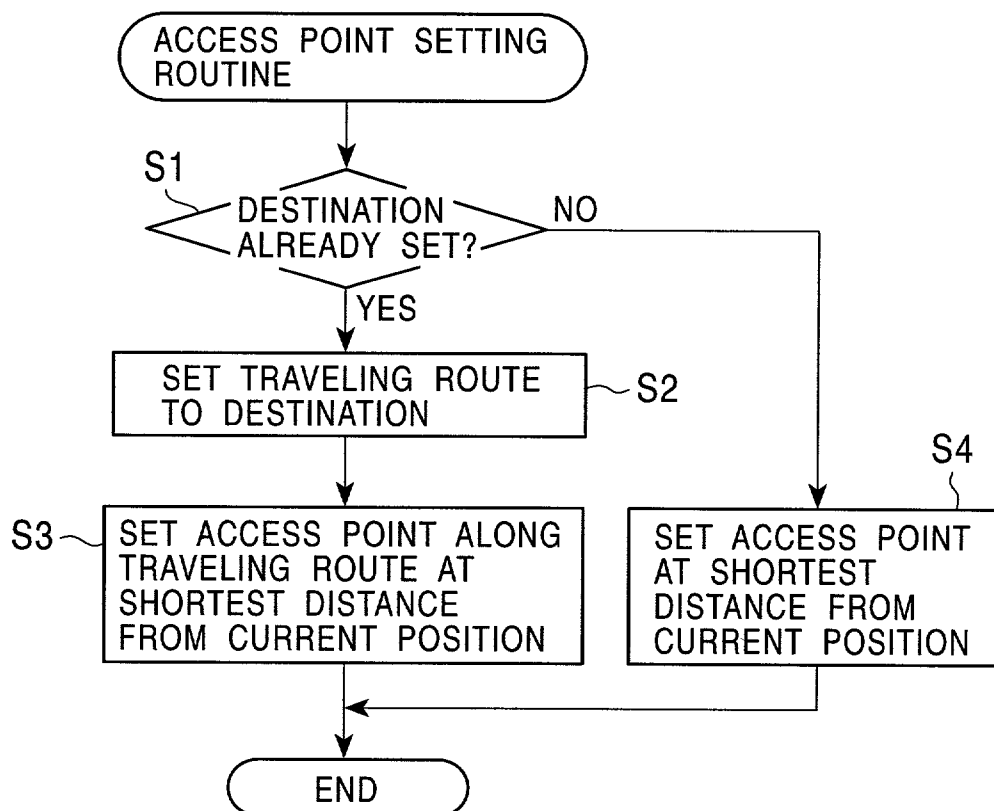 ACCESS POINT SETTING
ROUTINE
S1
DESTINATION
ALREADY SET?
NO
YES
SET TRAVELING ROUTE
TO DESTINATION
S2
S3
SET ACCESS POINT ALONG
TRAVELING ROUTE AT
SHORTEST DISTANCE
FROM CURRENT POSITION
S4
SET ACCESS POINT
AT SHORTEST
DISTANCE FROM
CURRENT POSITION
END